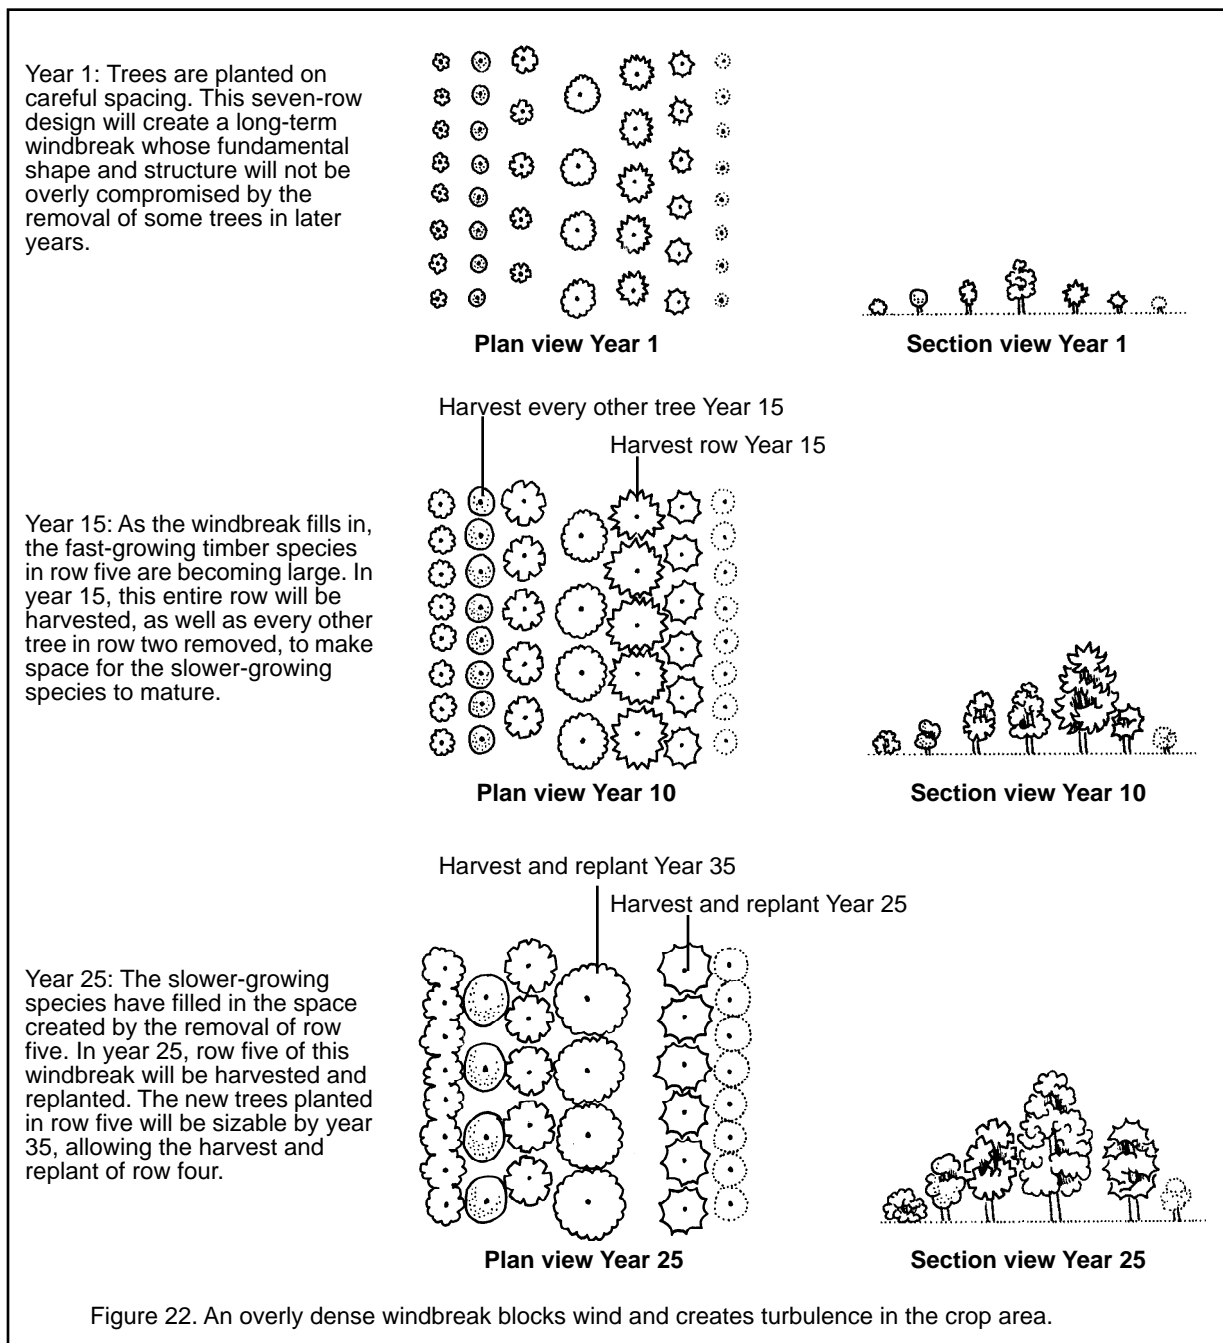 Year 1: Trees are planted on
careful spacing. This seven-row
design will create a long-term
windbreak whose fundamental
shape and structure will not be
overly compromised by the
removal of some trees in later
years.
Plan view Year 1
Section view Year 1
Harvest every other tree Year 15
Harvest row Year 15
Year 15: As the windbreak fills in,
the fast-growing timber species
in row five are becoming large. In
year 15, this entire row will be
harvested, as well as every other
tree in row two removed, to make
space for the slower-growing
species to mature.
Plan view Year 10
Section view Year 10
Harvest and replant Year 35
Harvest and replant Year 25
Year 25: The slower-growing
species have filled in the space
created by the removal of row
five. In year 25, row five of this
windbreak will be harvested and
replanted. The new trees planted
in row five will be sizable by year
35, allowing the harvest and
replant of row four.
Plan view Year 25
Section view Year 25
Figure 22. An overly dense windbreak blocks wind and creates turbulence in the crop area.